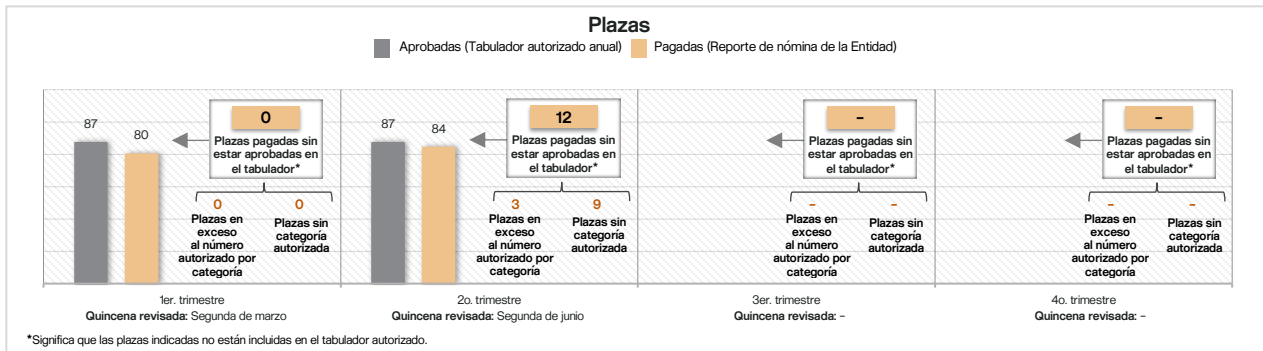 Plazas
Aprobadas (Tabulador autorizado anual)
Pagadas (Reporte de nómina de la Entidad)
87
80
0
Plazas pagadas sin
estar aprobadas en
el tabulador*
0
Plazas en
exceso
al número
autorizado por
categoría
0
Plazas sin
categoría
autorizada
87
84
12
Plazas pagadas sin
estar aprobadas en
el tabulador*
3
Plazas en
exceso
al número
autorizado por
categoría
9
Plazas sin
categoría
autorizada
-
Plazas pagadas sin
estar aprobadas en
el tabulador*
-
Plazas en
exceso
al número
autorizado por
categoría
-
Plazas sin
categoría
autorizada
-
Plazas pagadas sin
estar aprobadas en
el tabulador*
-
Plazas en
exceso
al número
autorizado por
categoría
-
Plazas sin
categoría
autorizada
1er. trimestre
Quincena revisada: Segunda de marzo
2o. trimestre
Quincena revisada: Segunda de junio
3er. trimestre
Quincena revisada: -
4o. trimestre
Quincena revisada: -
*Significa que las plazas indicadas no están incluidas en el tabulador autorizado.